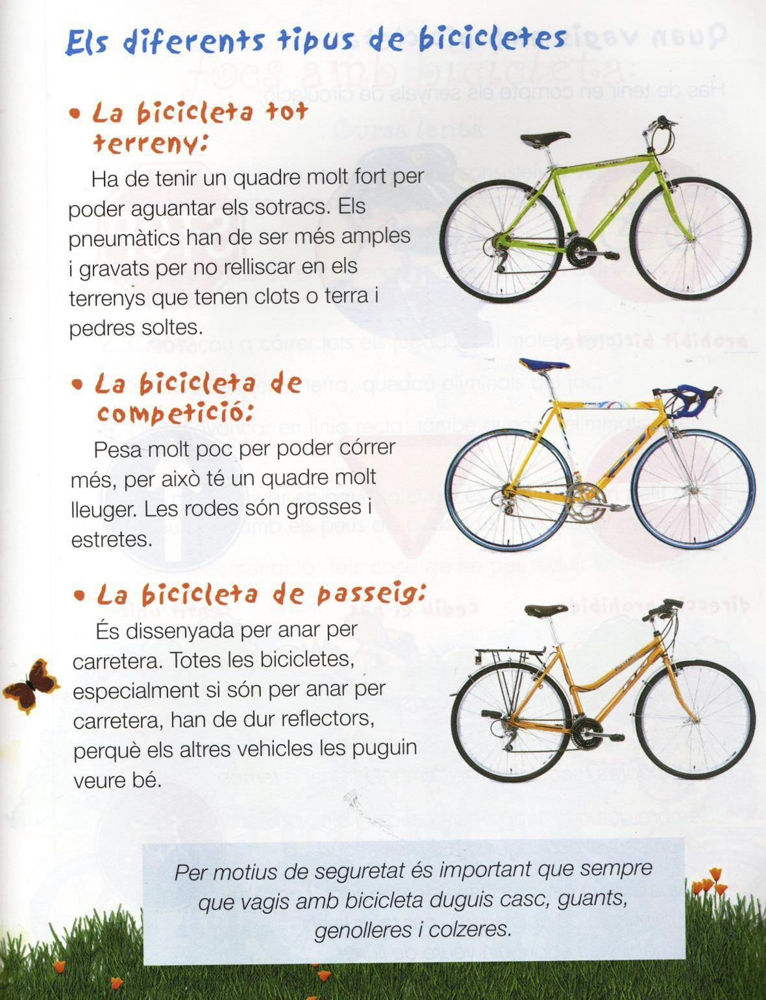 Els diferents tipus de bicicletes
• La bicicleta tot
terreny:
Ha de tenir un quadre molt fort per
poder aguantar els sotracs. Els
pneumàtics han de ser més amples
i gravats per no relliscar en els
terrenys que tenen clots o terra i
pedres soltes.
• La bicicleta de
competició:
Pesa molt poc per poder córrer
més, per això té un quadre molt
lleuger. Les rodes són grosses i
estretes.
• La bicicleta de passeig:
És dissenyada per anar per
carretera. Totes les bicicletes,
especialment si són per anar per
carretera, han de dur reflectors,
perquè els altres vehicles les puguin
veure bé.
Per motius de seguretat és important que sempre
que vagis amb bicicleta duguis casc, guants,
genolleres i colzeres.